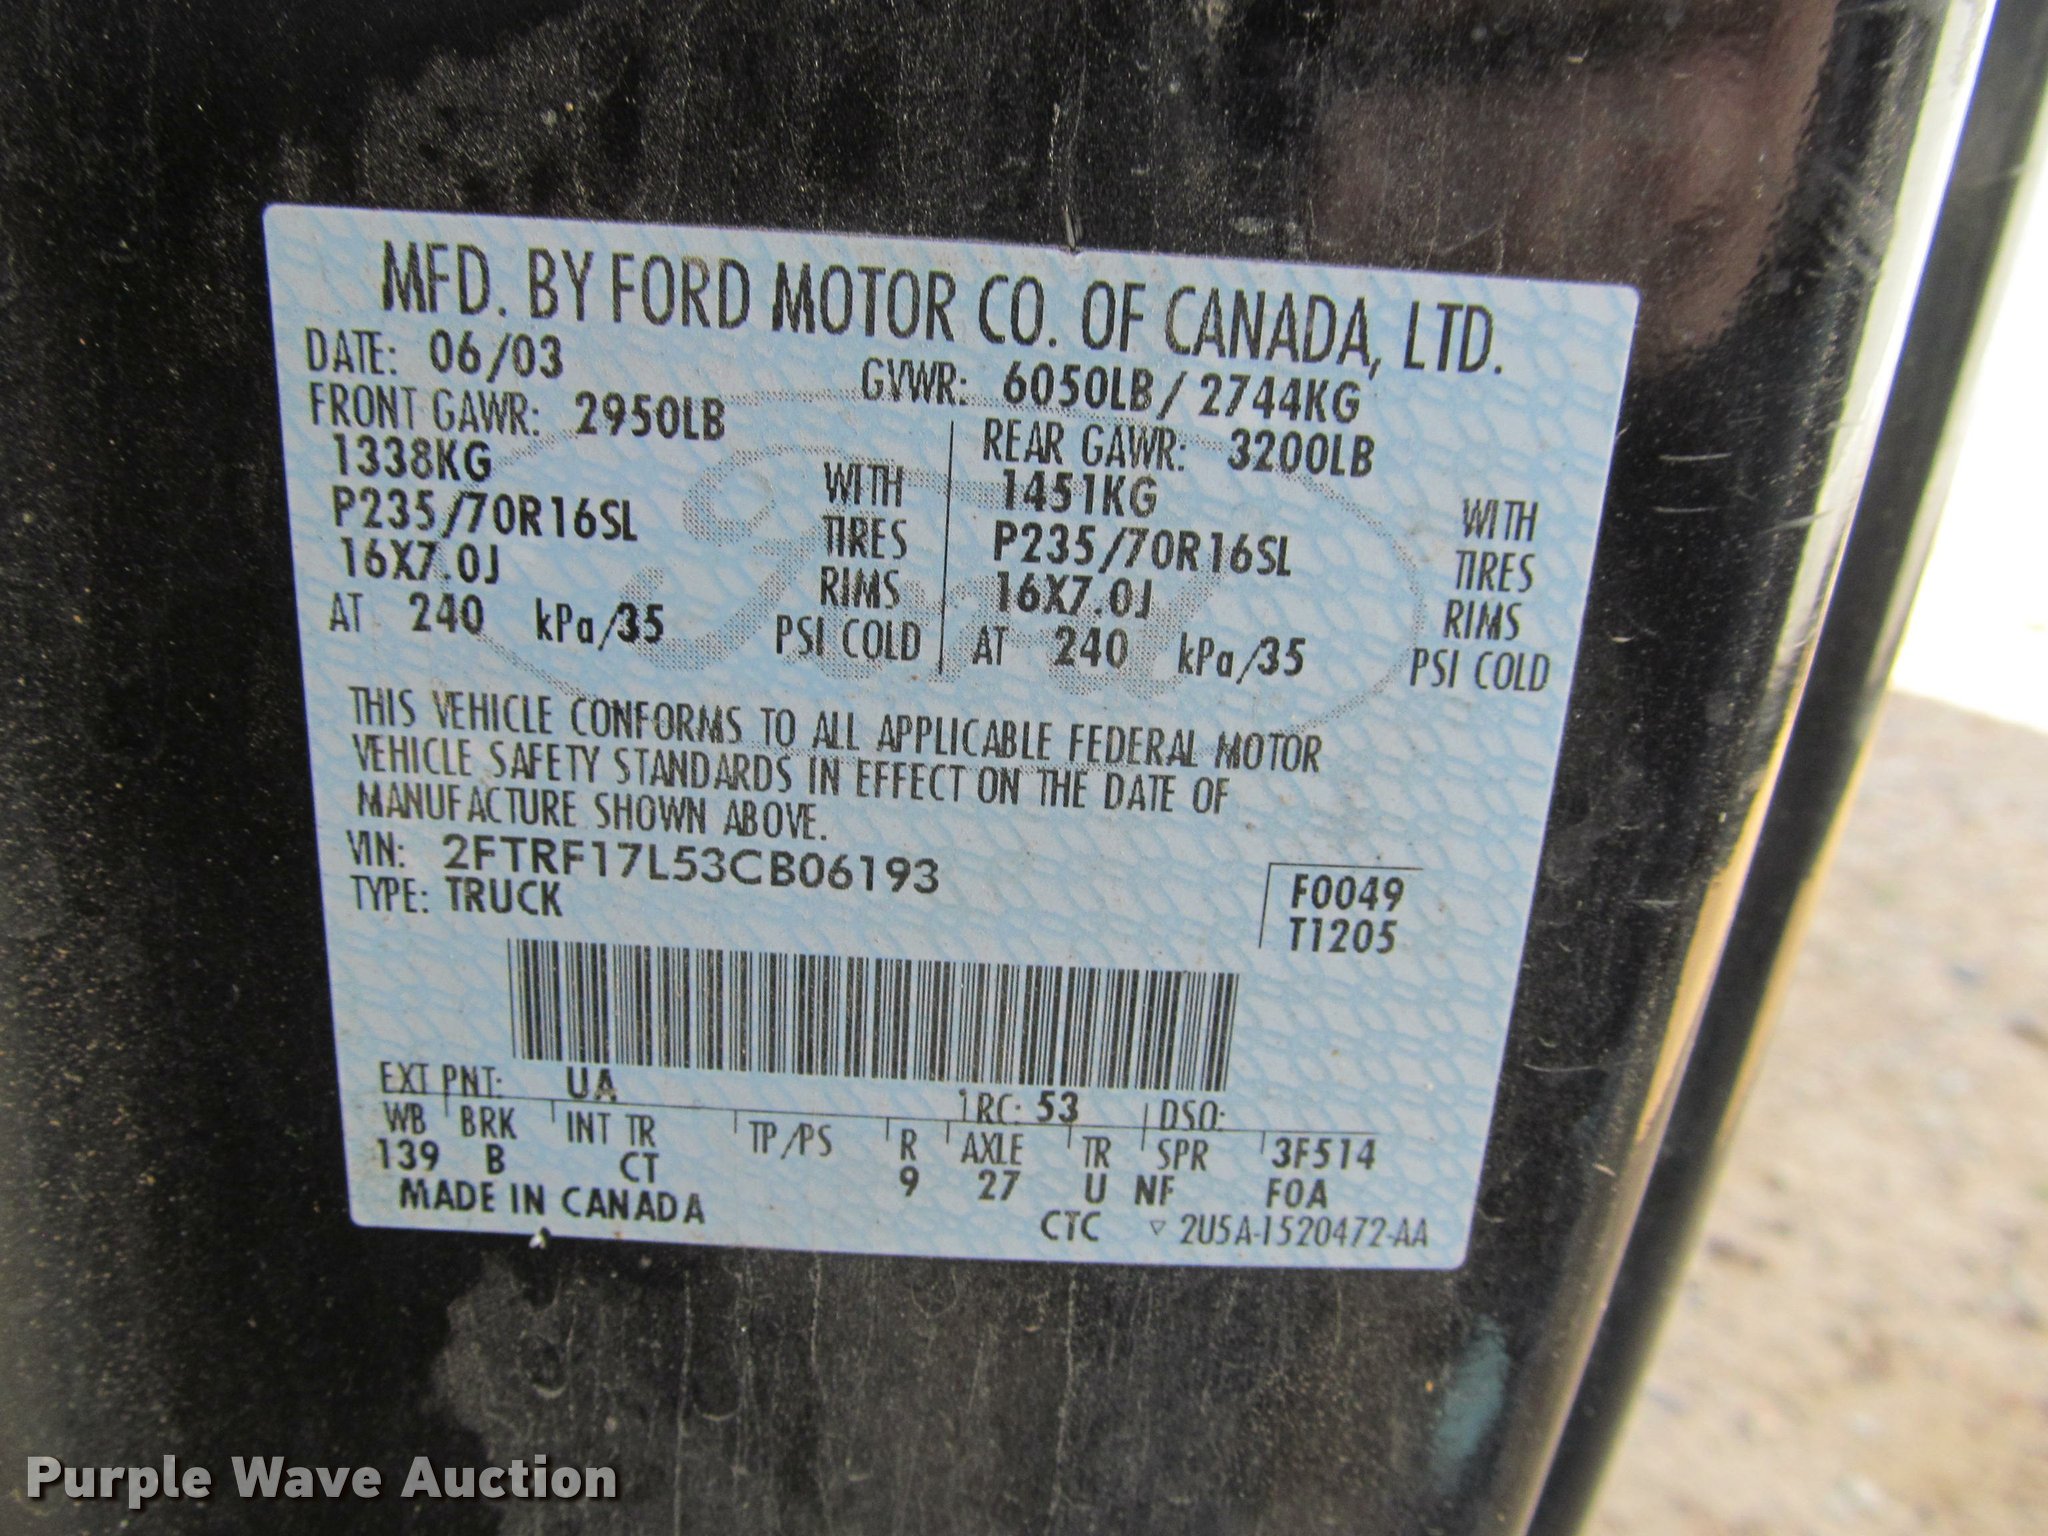 MFD. BY FORD MOTOR CO. OF CANADA, LTD.
DATE: 06/03 GVWR: 6050LB / 2744KG
FRONT GAWR: 2950LB REAR GAWR: 3200LB
1338KG WITH 1451KG WITH
P235/70R16SL TIRES P235/70R16SL TIRES
16X7.0J RIMS 16X7.0J RIMS
AT 240 kPa/35 PSI COLD AT 240 kPa/35 PSI COLD
THIS VEHICLE CONFORMS TO ALL APPLICABLE FEDERAL MOTOR
VEHICLE SAFETY STANDARDS IN EFFECT ON THE DATE OF
MANUFACTURE SHOWN ABOVE.
VIN: 2FTRF17L53CB06193 F0049
TYPE: TRUCK T1205
EXT PNT: UA RC: 53 DSO:
WB BRK INT TR TP/PS R AXLE TR SPR 3F514
139 B CT 9 27 U NF F0A
MADE IN CANADA CTC ▽ 2U5A-1520472-AA
Ford
Purple Wave Auction